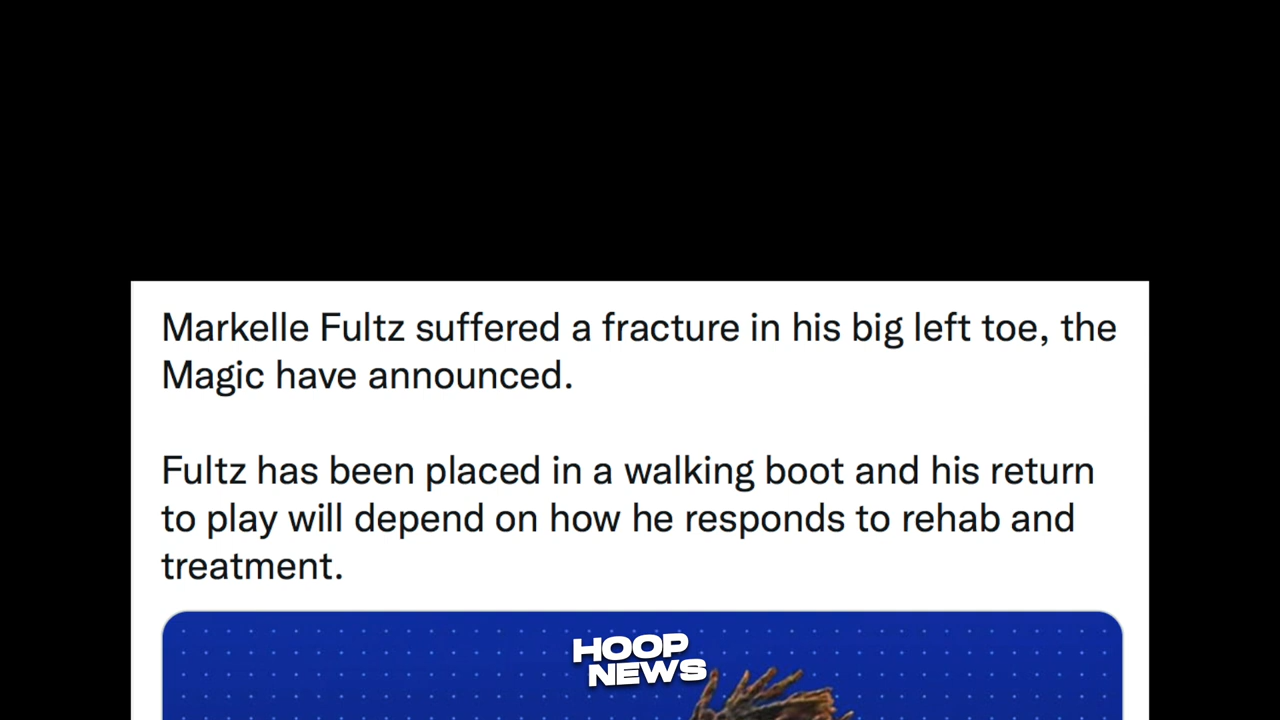 Markelle Fultz suffered a fracture in his big left toe, the
Magic have announced.
Fultz has been placed in a walking boot and his return
to play will depend on how he responds to rehab and
treatment.
HOOP
NEWS